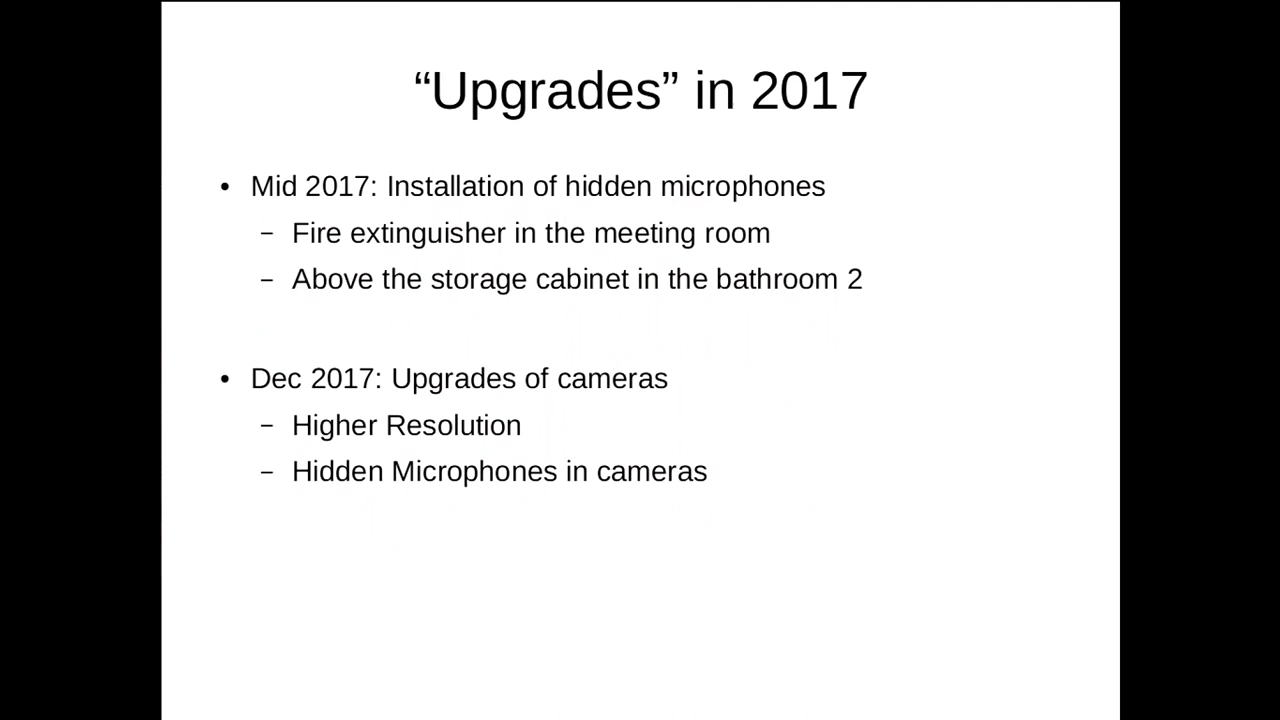 “Upgrades” in 2017
• Mid 2017: Installation of hidden microphones
– Fire extinguisher in the meeting room
– Above the storage cabinet in the bathroom 2
• Dec 2017: Upgrades of cameras
– Higher Resolution
– Hidden Microphones in cameras